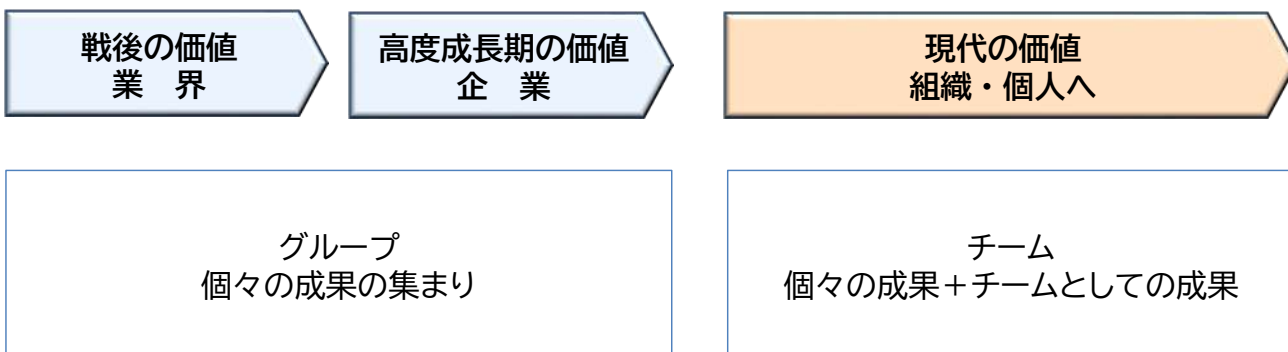 戦後の価値
業　界
高度成長期の価値
企　業
現代の価値
組織・個人へ
グループ
個々の成果の集まり
チーム
個々の成果＋チームとしての成果